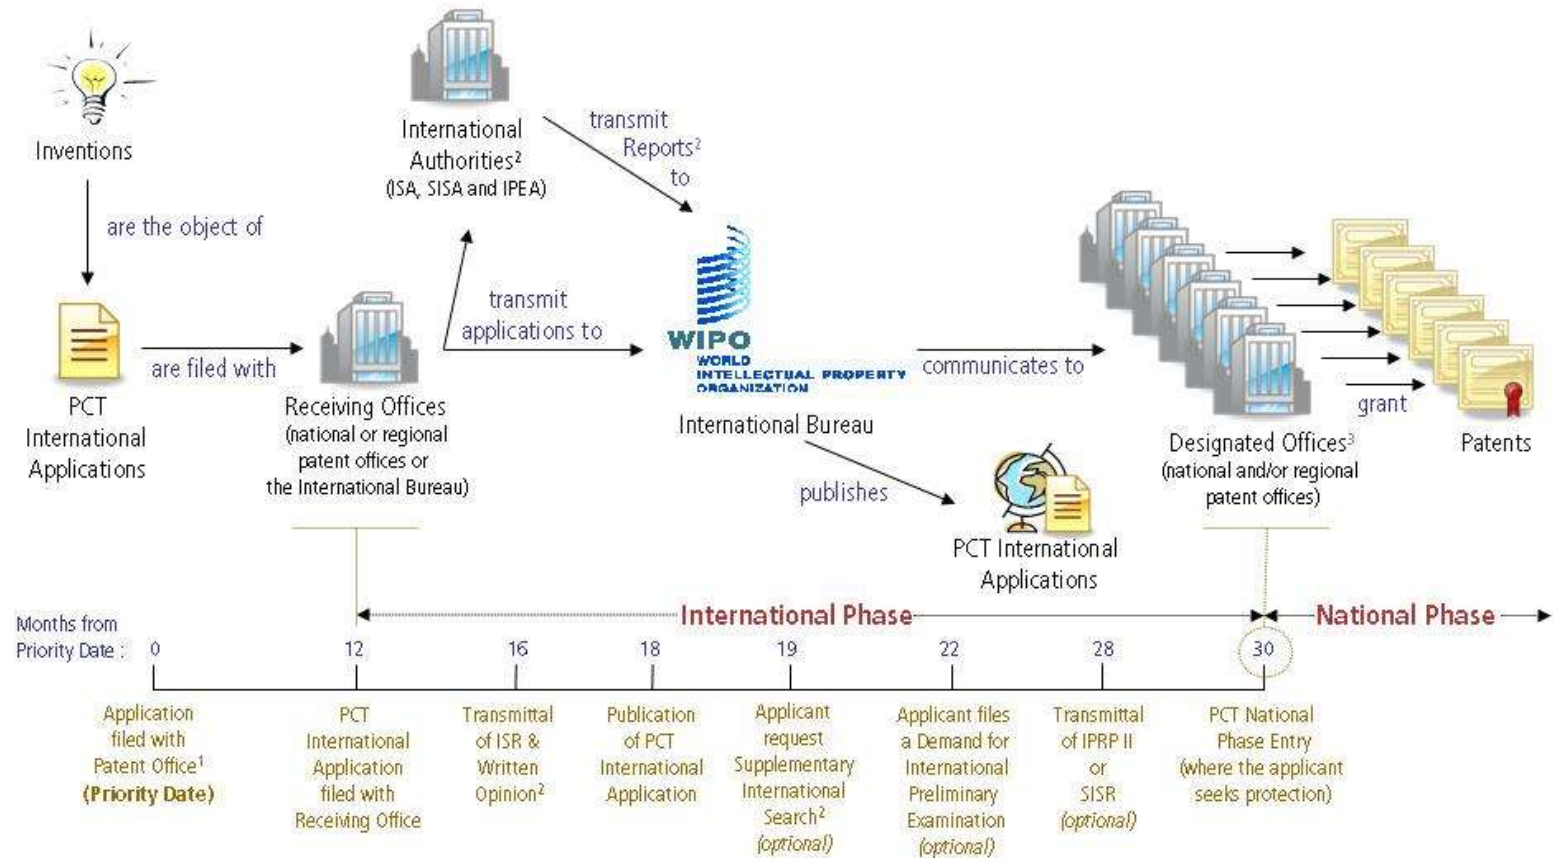 Inventions
are the object of
PCT
International
Applications
are filed with
Receiving Offices
(national or regional
patent offices or
the International Bureau)
International
Authorities²
(ISA, SISA and IPEA)
transmit
Reports²
to
transmit
applications to
WIPO
WORLD
INTELLECTUAL PROPERTY
ORGANIZATION
International Bureau
publishes
PCT International
Applications
communicates to
Designated Offices³
(national and/or regional
patent offices)
grant
Patents
International Phase
National Phase
Months from
Priority Date : 0 12 16 18 19 22 28 30
Application
filed with
Patent Office¹
(Priority Date)
PCT
International
Application
filed with
Receiving Office
Transmittal
of ISR &
Written
Opinion²
Publication
of PCT
International
Application
Applicant
request
Supplementary
International
Search²
(optional)
Applicant files
a Demand for
International
Preliminary
Examination
(optional)
Transmittal
of IPRP II
or
SISR
(optional)
PCT National
Phase Entry
(where the applicant
seeks protection)